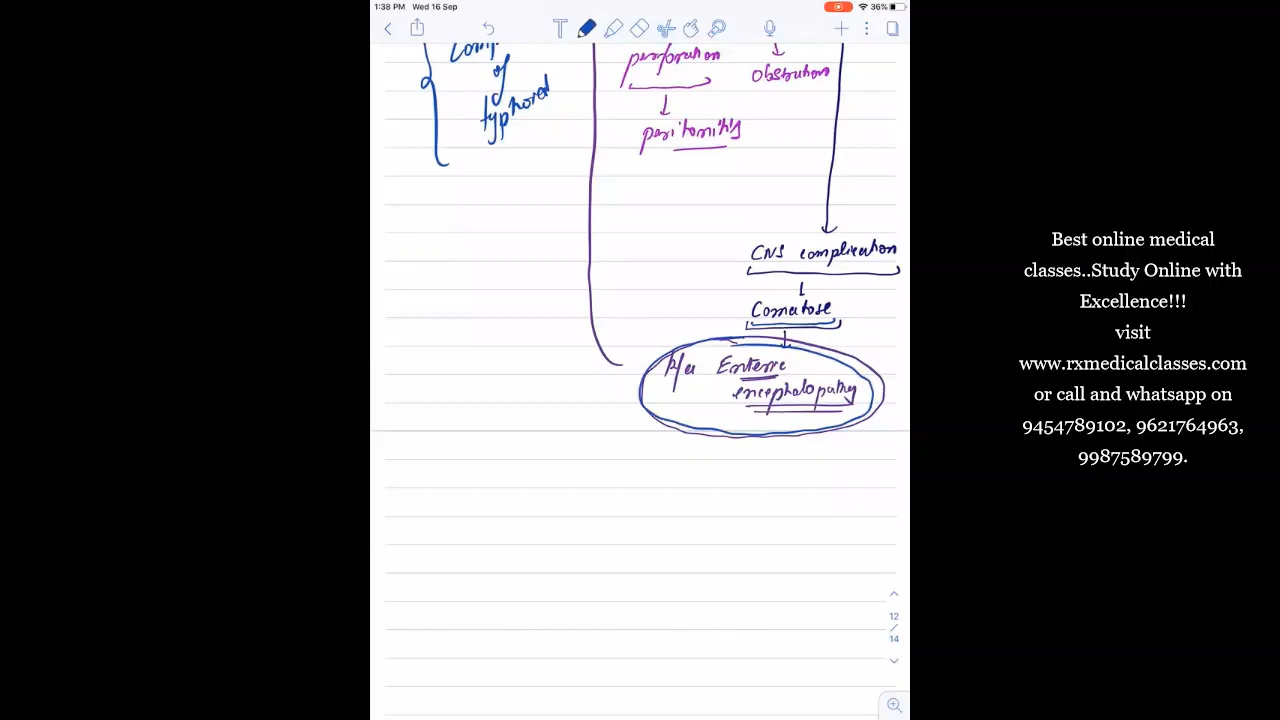 1:38 PM Wed 16 Sep
36%
T
Comp
of
typhored
perforation
peritonitis
obstruction
CNS complication
Comatose
Enteric
encephalopathy
12
/
14
Best online medical
classes..Study Online with
Excellence!!!
visit
www.rxmedicalclasses.com
or call and whatsapp on
9454789102, 9621764963,
9987589799.